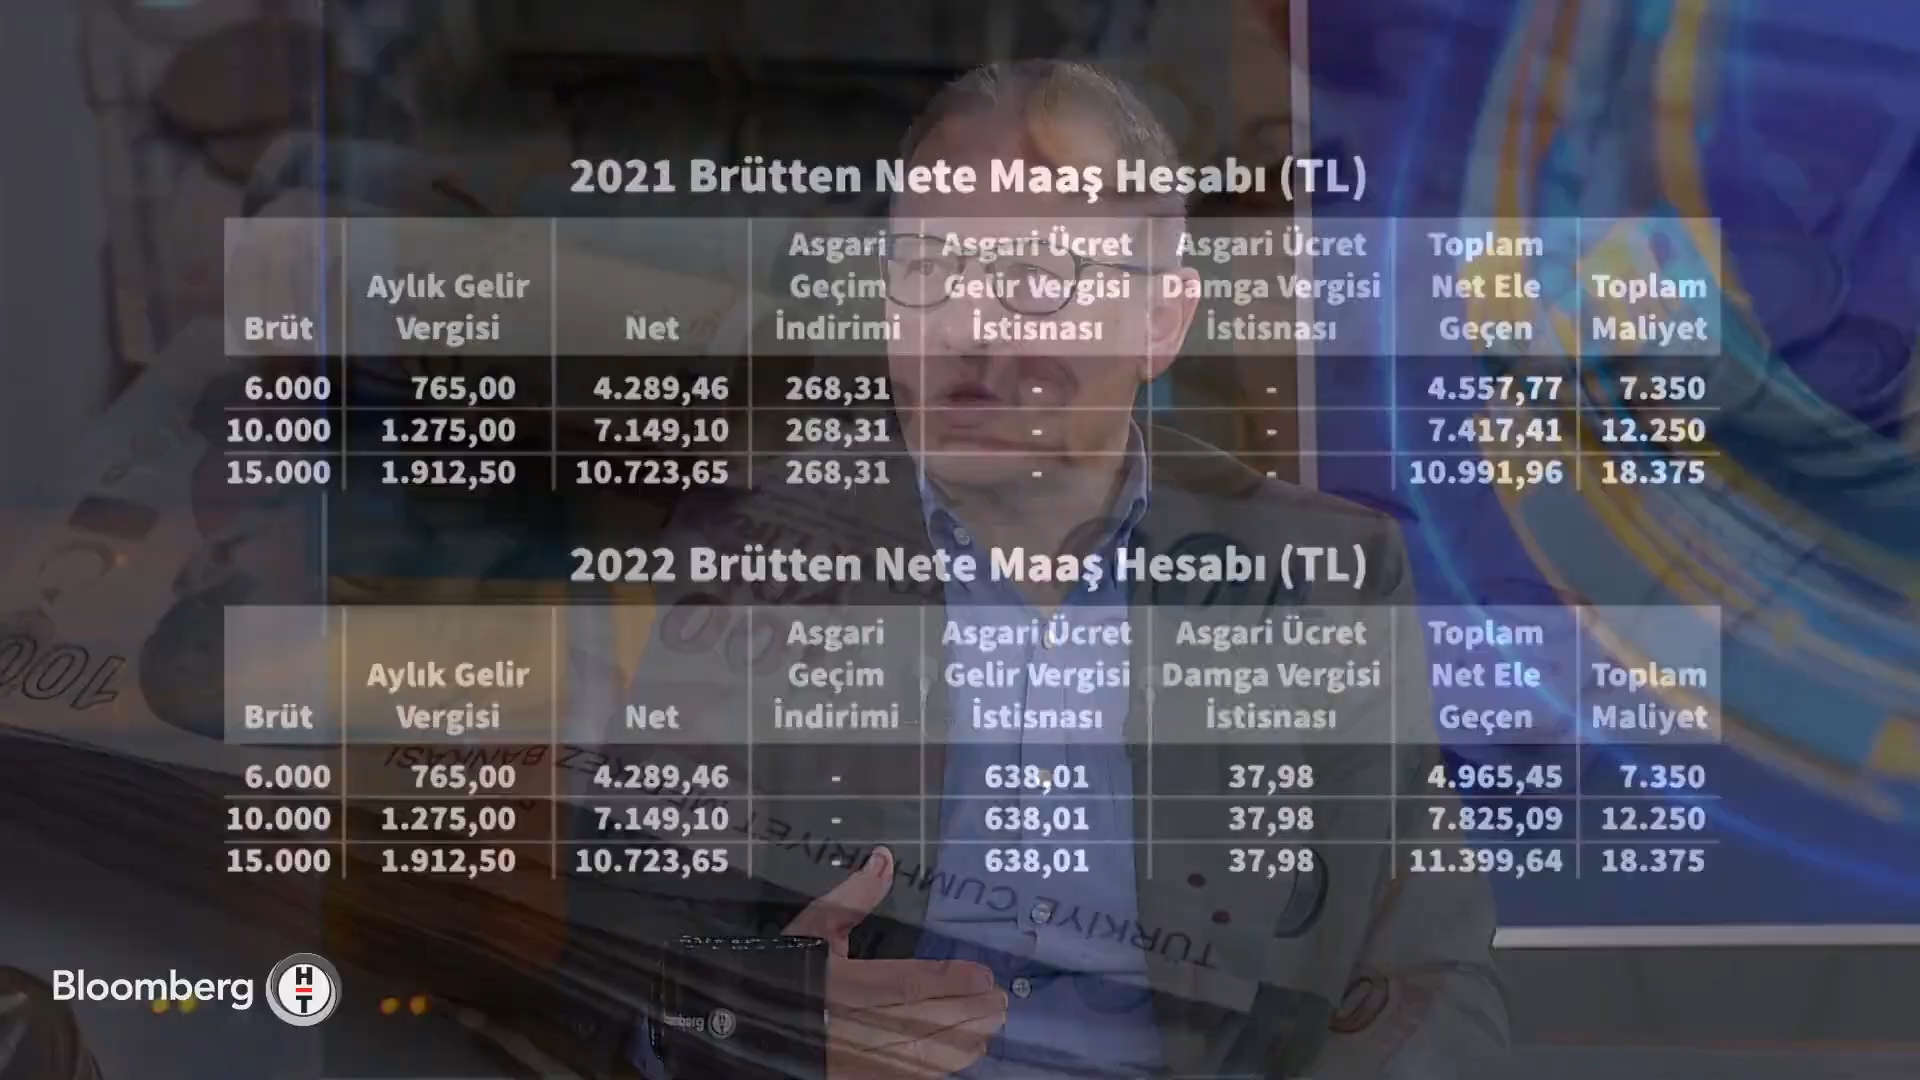 2021 Brütten Nete Maaş Hesabı (TL)
Brüt Aylık Gelir Vergisi Net Asgari Geçim İndirimi Asgari Ücret Gelir Vergisi İstisnası Asgari Ücret Damga Vergisi İstisnası Toplam Net Ele Geçen Toplam Maliyet
6.000 765,00 4.289,46 268,31 - - 4.557,77 7.350
10.000 1.275,00 7.149,10 268,31 - - 7.417,41 12.250
15.000 1.912,50 10.723,65 268,31 - - 10.991,96 18.375
2022 Brütten Nete Maaş Hesabı (TL)
Brüt Aylık Gelir Vergisi Net Asgari Geçim İndirimi Asgari Ücret Gelir Vergisi İstisnası Asgari Ücret Damga Vergisi İstisnası Toplam Net Ele Geçen Toplam Maliyet
6.000 765,00 4.289,46 - 638,01 37,98 4.965,45 7.350
10.000 1.275,00 7.149,10 - 638,01 37,98 7.825,09 12.250
15.000 1.912,50 10.723,65 - 638,01 37,98 11.399,64 18.375
100
TÜRKİYE CUMHURİYET MERKEZ BANKASI
Bloomberg HT